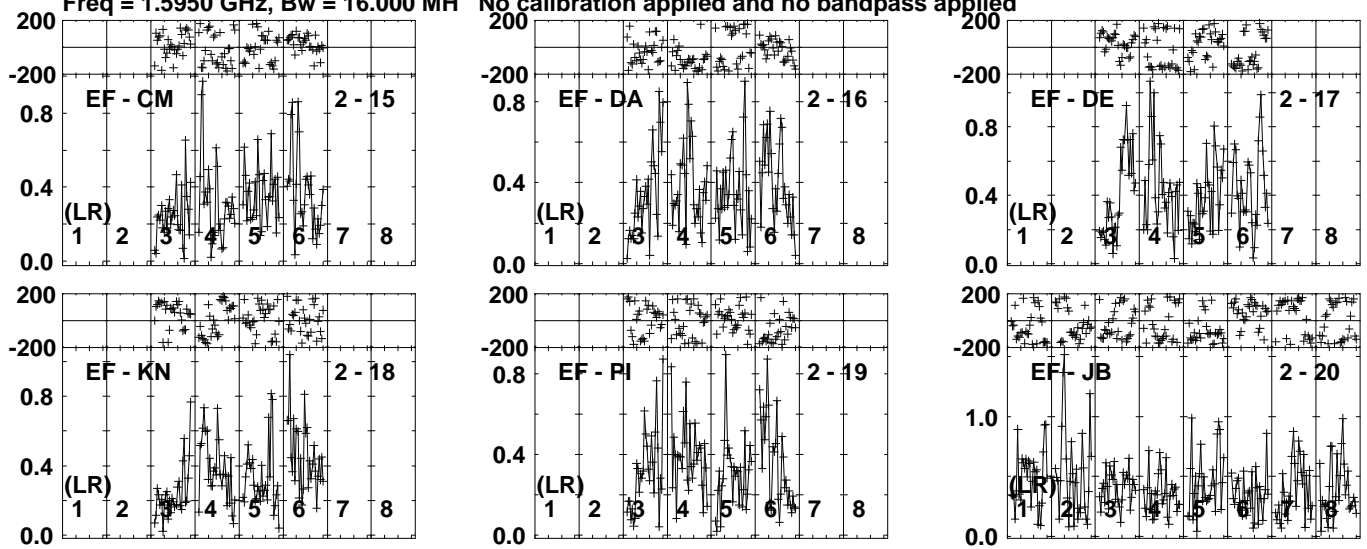 Freq = 1.5950 GHz, Bw = 16.000 MH No calibration applied and no bandpass applied
200 200 200
-200 -200 -200
EF - CM 2 - 15 EF - DA 2 - 16 EF - DE 2 - 17
0.8 0.8 0.8
0.4 0.4 0.4
(LR) (LR) (LR)
1 2 3 4 5 6 7 8 1 2 3 4 5 6 7 8 1 2 3 4 5 6 7 8
0.0 0.0 0.0
200 200 200
-200 -200 -200
EF - KN 2 - 18 EF - PI 2 - 19 EF - JB 2 - 20
0.8 0.8 1.0
0.4 0.4
(LR) (LR) (LR)
1 2 3 4 5 6 7 8 1 2 3 4 5 6 7 8 1 2 3 4 5 6 7 8
0.0 0.0 0.0